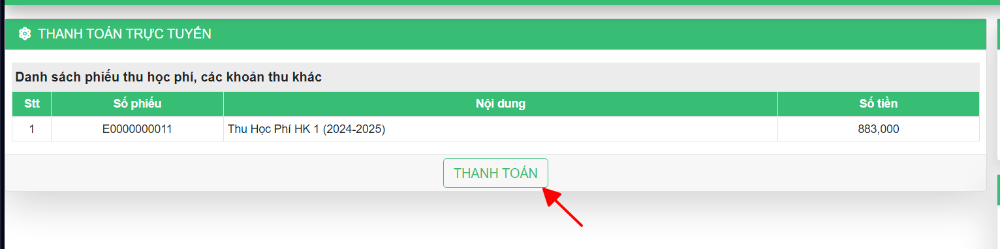 THANH TOÁN TRỰC TUYẾN
Danh sách phiếu thu học phí, các khoản thu khác
Stt Số phiếu Nội dung Số tiền
1 E0000000011 Thu Học Phí HK 1 (2024-2025) 883,000
THANH TOÁN